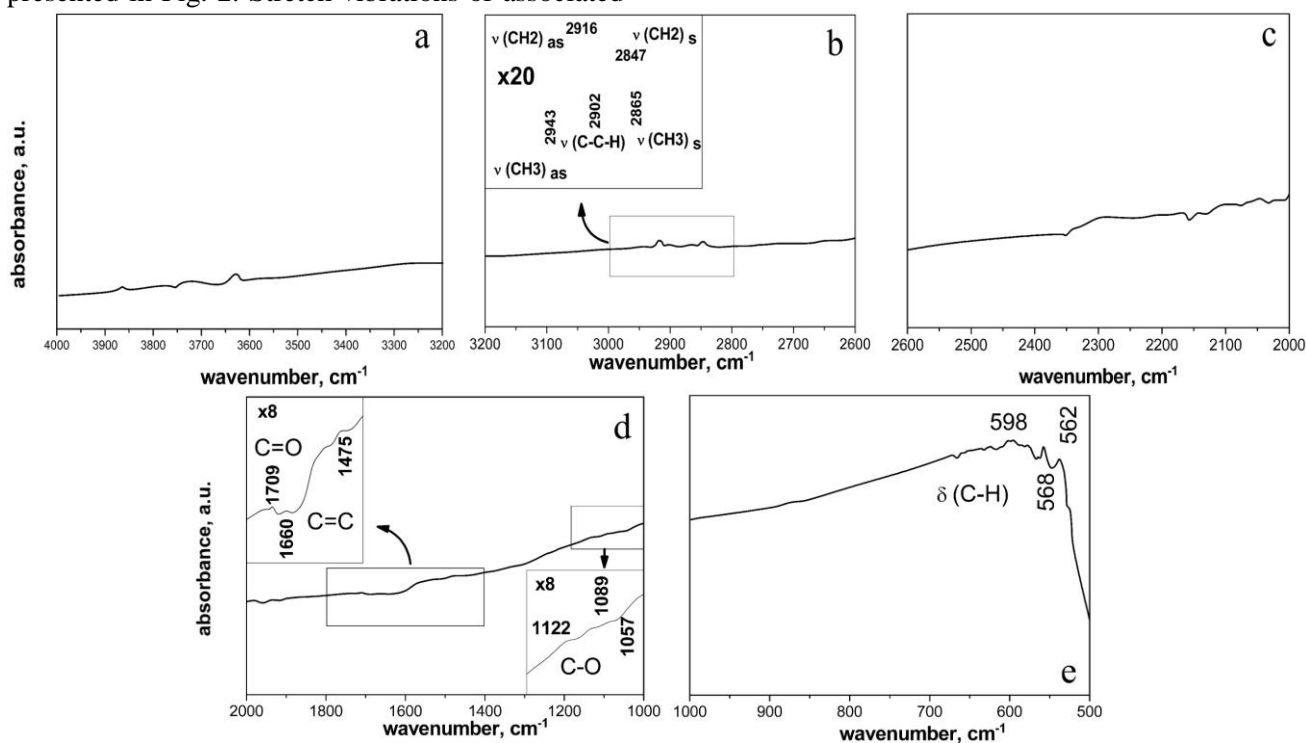 presented in Fig. 2. Stretch vibrations of associated
a
absorbance, a.u.
4000 3900 3800 3700 3600 3500 3400 3300 3200
wavenumber, cm-1
b
ν (CH2) as 2916 ν (CH2) s
2847
x20
2943 2902 2865
ν (C-C-H) ν (CH3) s
ν (CH3) as
3200 3100 3000 2900 2800 2700 2600
wavenumber, cm-1
c
2600 2500 2400 2300 2200 2100 2000
wavenumber, cm-1
d
absorbance, a.u.
x8
C=O
1709
1475
1660
C=C
x8
1089
1122
1057
C-O
2000 1800 1600 1400 1200 1000
wavenumber, cm-1
598
562
568
δ (C-H)
e
1000 900 800 700 600 500
wavenumber, cm-1